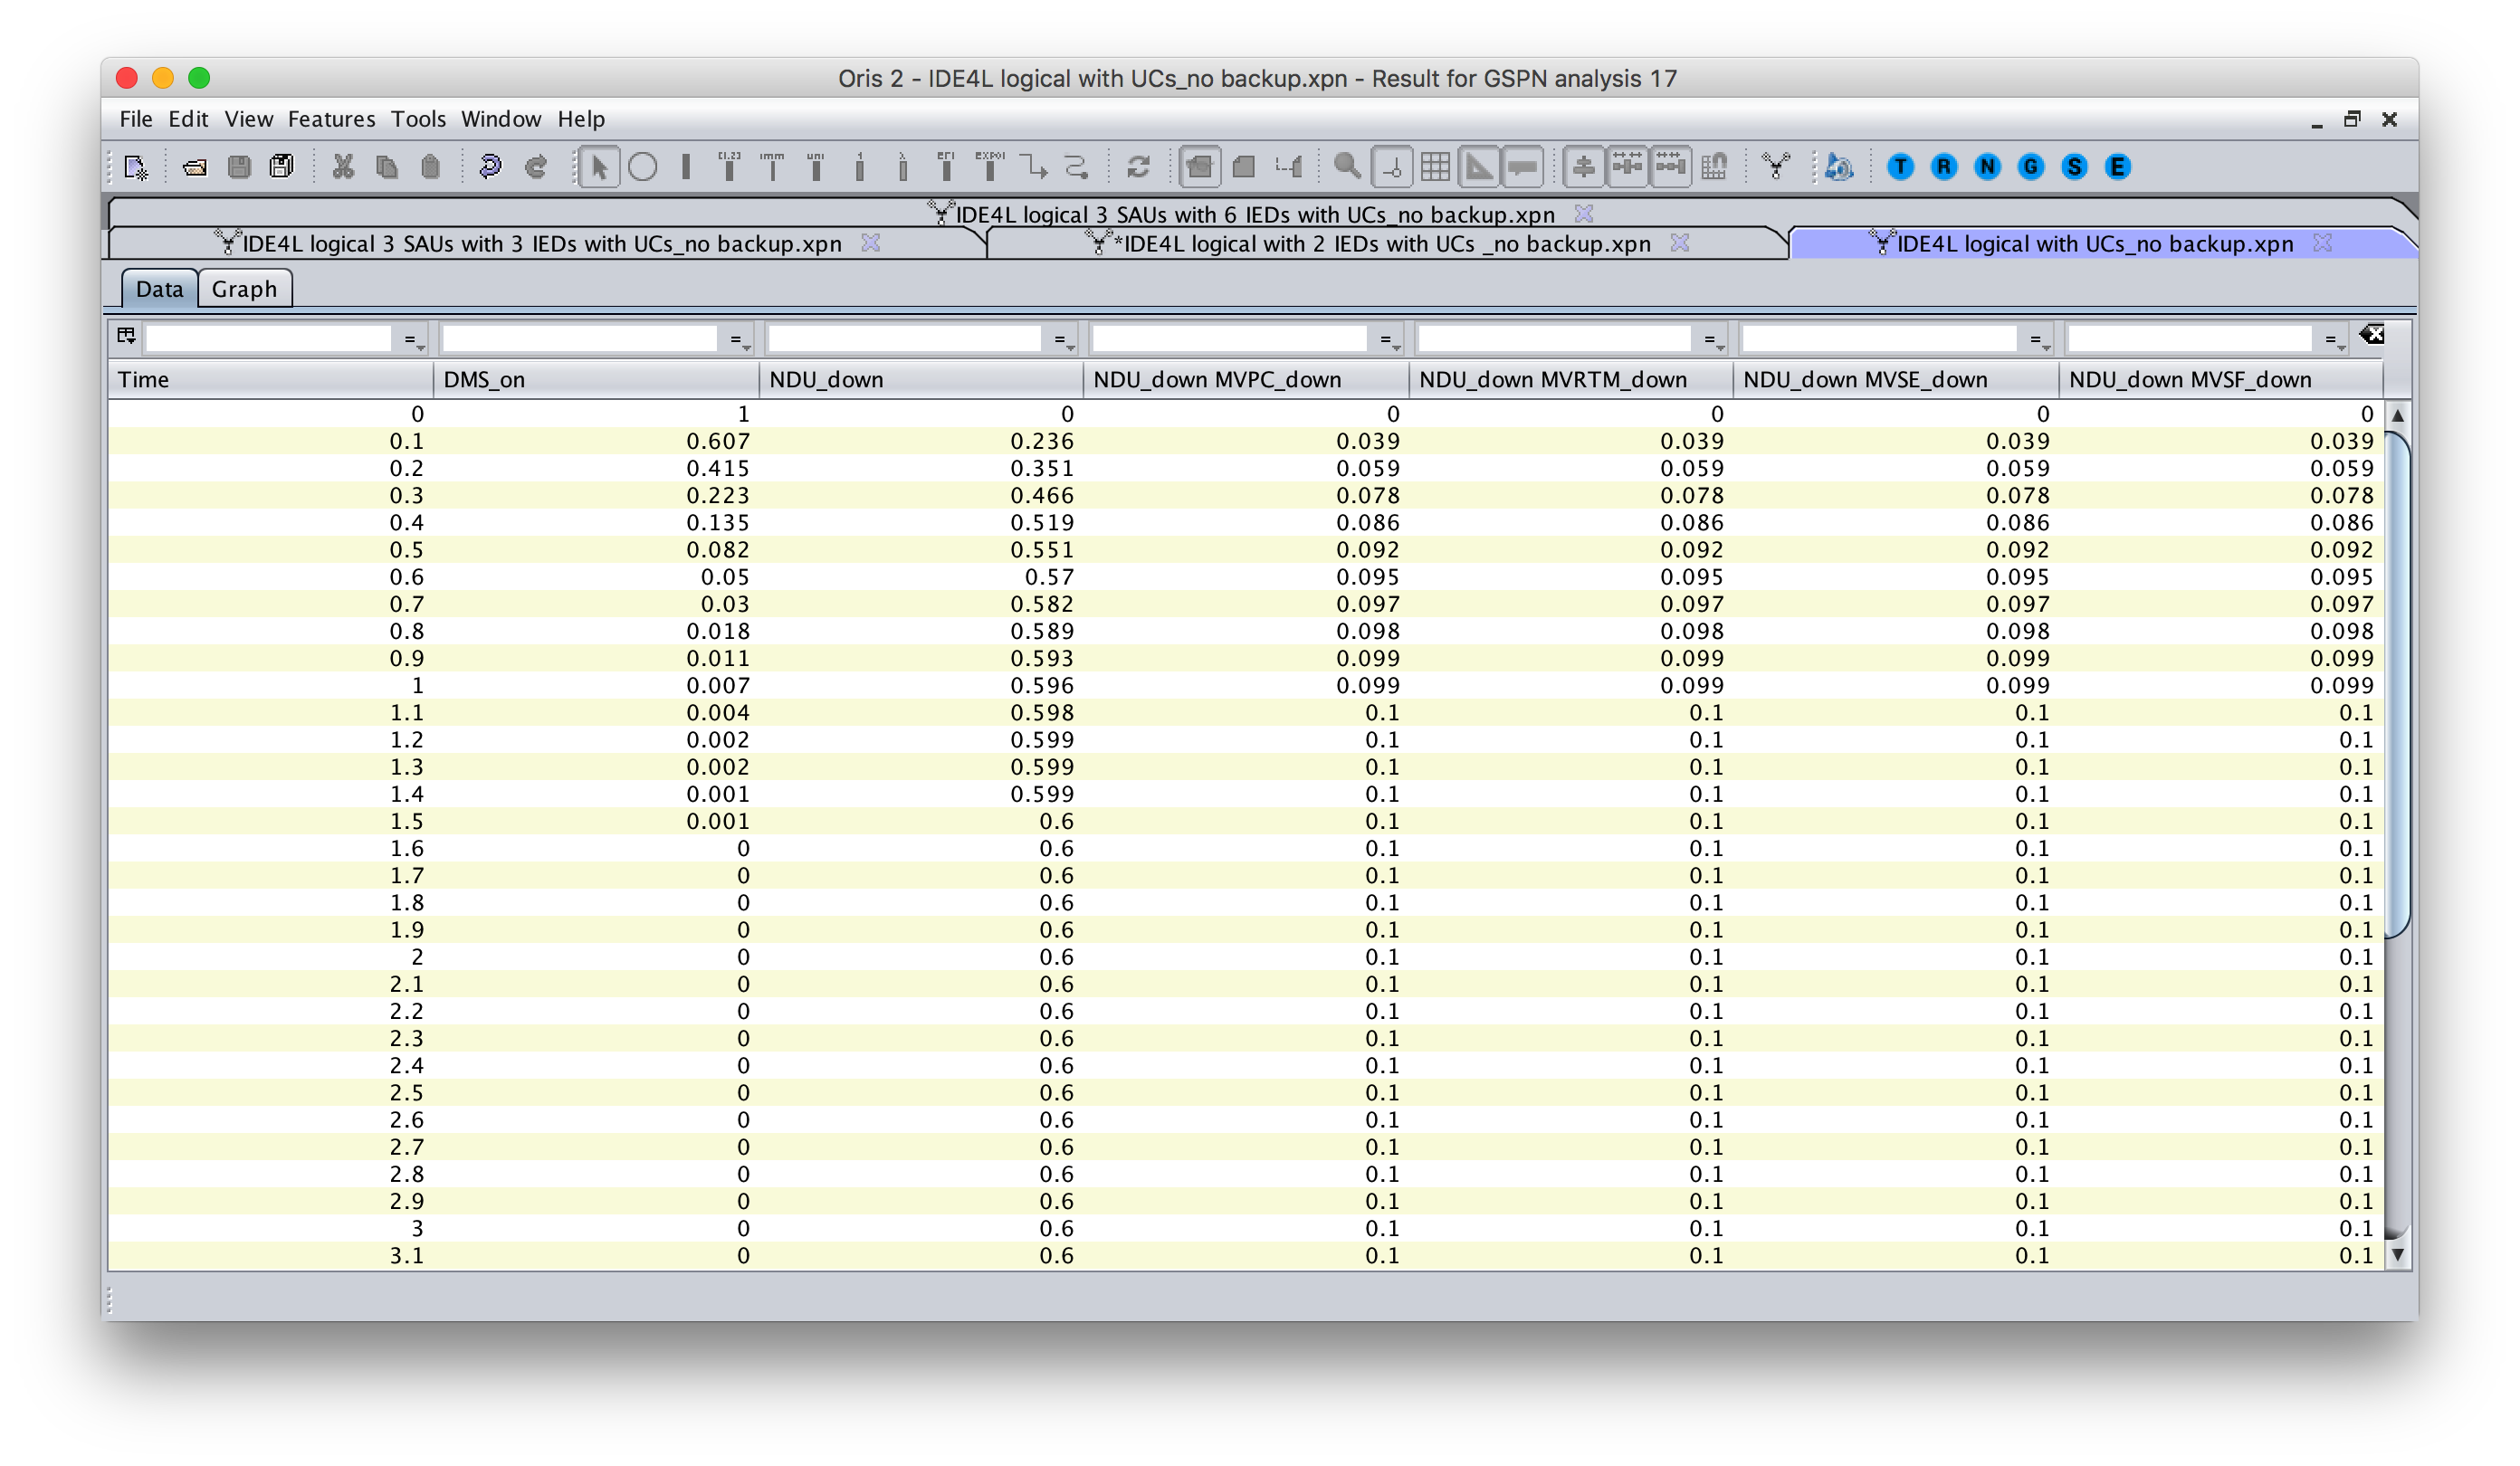 Oris 2 - IDE4L logical with UCs_no backup.xpn - Result for GSPN analysis 17
File Edit View Features Tools Window Help
T R N G S E
IDE4L logical 3 SAUs with 6 IEDs with UCs_no backup.xpn
IDE4L logical 3 SAUs with 3 IEDs with UCs_no backup.xpn *IDE4L logical with 2 IEDs with UCs _no backup.xpn IDE4L logical with UCs_no backup.xpn
Data Graph
= = = = = = =
Time DMS_on NDU_down NDU_down MVPC_down NDU_down MVRTM_down NDU_down MVSE_down NDU_down MVSF_down
0 1 0 0 0 0 0
0.1 0.607 0.236 0.039 0.039 0.039 0.039
0.2 0.415 0.351 0.059 0.059 0.059 0.059
0.3 0.223 0.466 0.078 0.078 0.078 0.078
0.4 0.135 0.519 0.086 0.086 0.086 0.086
0.5 0.082 0.551 0.092 0.092 0.092 0.092
0.6 0.05 0.57 0.095 0.095 0.095 0.095
0.7 0.03 0.582 0.097 0.097 0.097 0.097
0.8 0.018 0.589 0.098 0.098 0.098 0.098
0.9 0.011 0.593 0.099 0.099 0.099 0.099
1 0.007 0.596 0.099 0.099 0.099 0.099
1.1 0.004 0.598 0.1 0.1 0.1 0.1
1.2 0.002 0.599 0.1 0.1 0.1 0.1
1.3 0.002 0.599 0.1 0.1 0.1 0.1
1.4 0.001 0.599 0.1 0.1 0.1 0.1
1.5 0.001 0.6 0.1 0.1 0.1 0.1
1.6 0 0.6 0.1 0.1 0.1 0.1
1.7 0 0.6 0.1 0.1 0.1 0.1
1.8 0 0.6 0.1 0.1 0.1 0.1
1.9 0 0.6 0.1 0.1 0.1 0.1
2 0 0.6 0.1 0.1 0.1 0.1
2.1 0 0.6 0.1 0.1 0.1 0.1
2.2 0 0.6 0.1 0.1 0.1 0.1
2.3 0 0.6 0.1 0.1 0.1 0.1
2.4 0 0.6 0.1 0.1 0.1 0.1
2.5 0 0.6 0.1 0.1 0.1 0.1
2.6 0 0.6 0.1 0.1 0.1 0.1
2.7 0 0.6 0.1 0.1 0.1 0.1
2.8 0 0.6 0.1 0.1 0.1 0.1
2.9 0 0.6 0.1 0.1 0.1 0.1
3 0 0.6 0.1 0.1 0.1 0.1
3.1 0 0.6 0.1 0.1 0.1 0.1